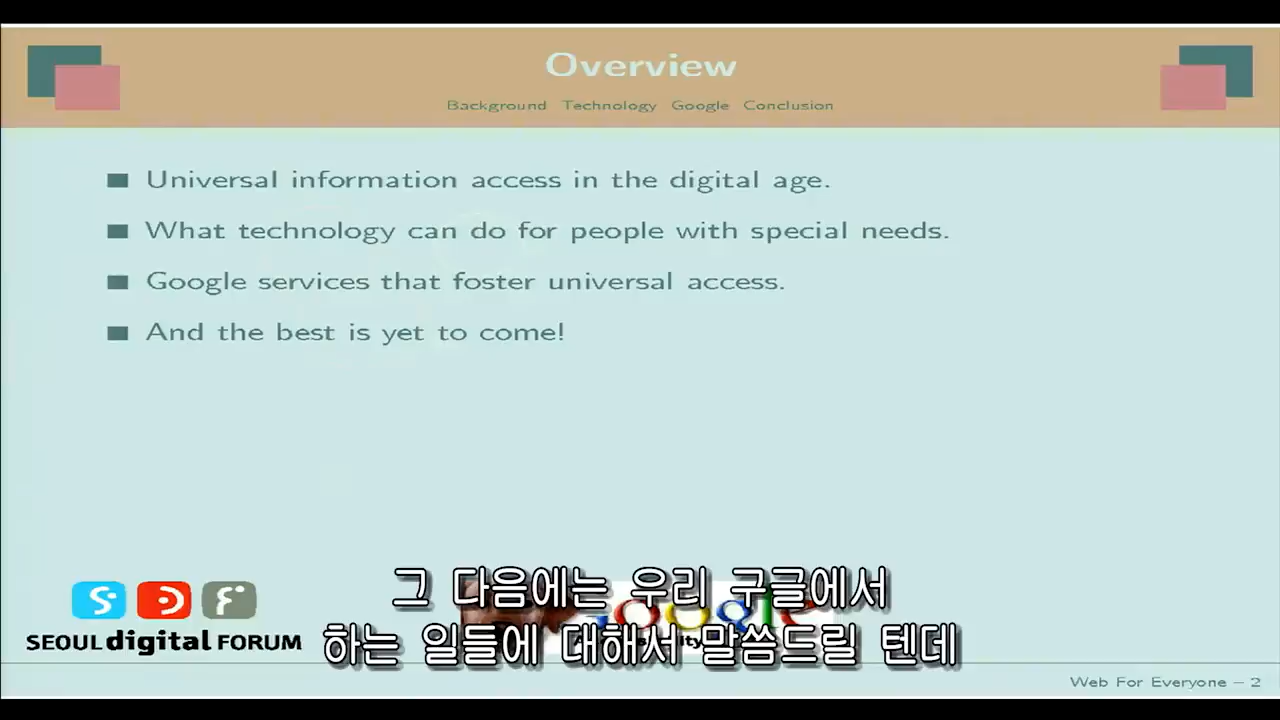 Overview
Background Technology Google Conclusion
Universal information access in the digital age.
What technology can do for people with special needs.
Google services that foster universal access.
And the best is yet to come!
SDF
SEOUL digital FORUM
Google
그 다음에는 우리 구글에서
하는 일들에 대해서 말씀드릴 텐데
Web For Everyone – 2